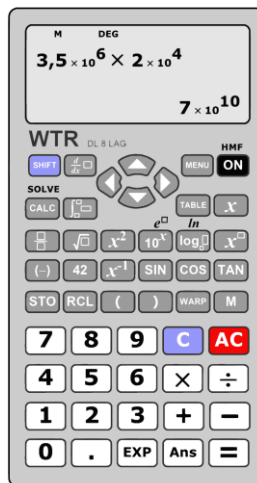 M DEG
3,5 × 10⁶ × 2 × 10⁴
7 × 10¹⁰
WTR DL 8 LAG
HMF
SHIFT d/dx□ MENU ON
SOLVE
CALC ∫□ TABLE x
e□ ln
□/□ √□ x² 10ˣ log□ x□
(−) 42 x⁻¹ SIN COS TAN
STO RCL ( ) WARP M
7 8 9 C AC
4 5 6 × ÷
1 2 3 + −
0 . EXP Ans =